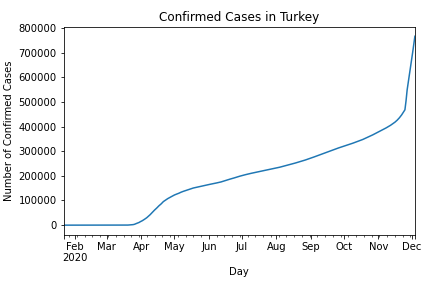 Confirmed Cases in Turkey
800000
700000
600000
500000
400000
300000
200000
100000
0
Number of Confirmed Cases
Feb Mar Apr May Jun Jul Aug Sep Oct Nov Dec
2020
Day